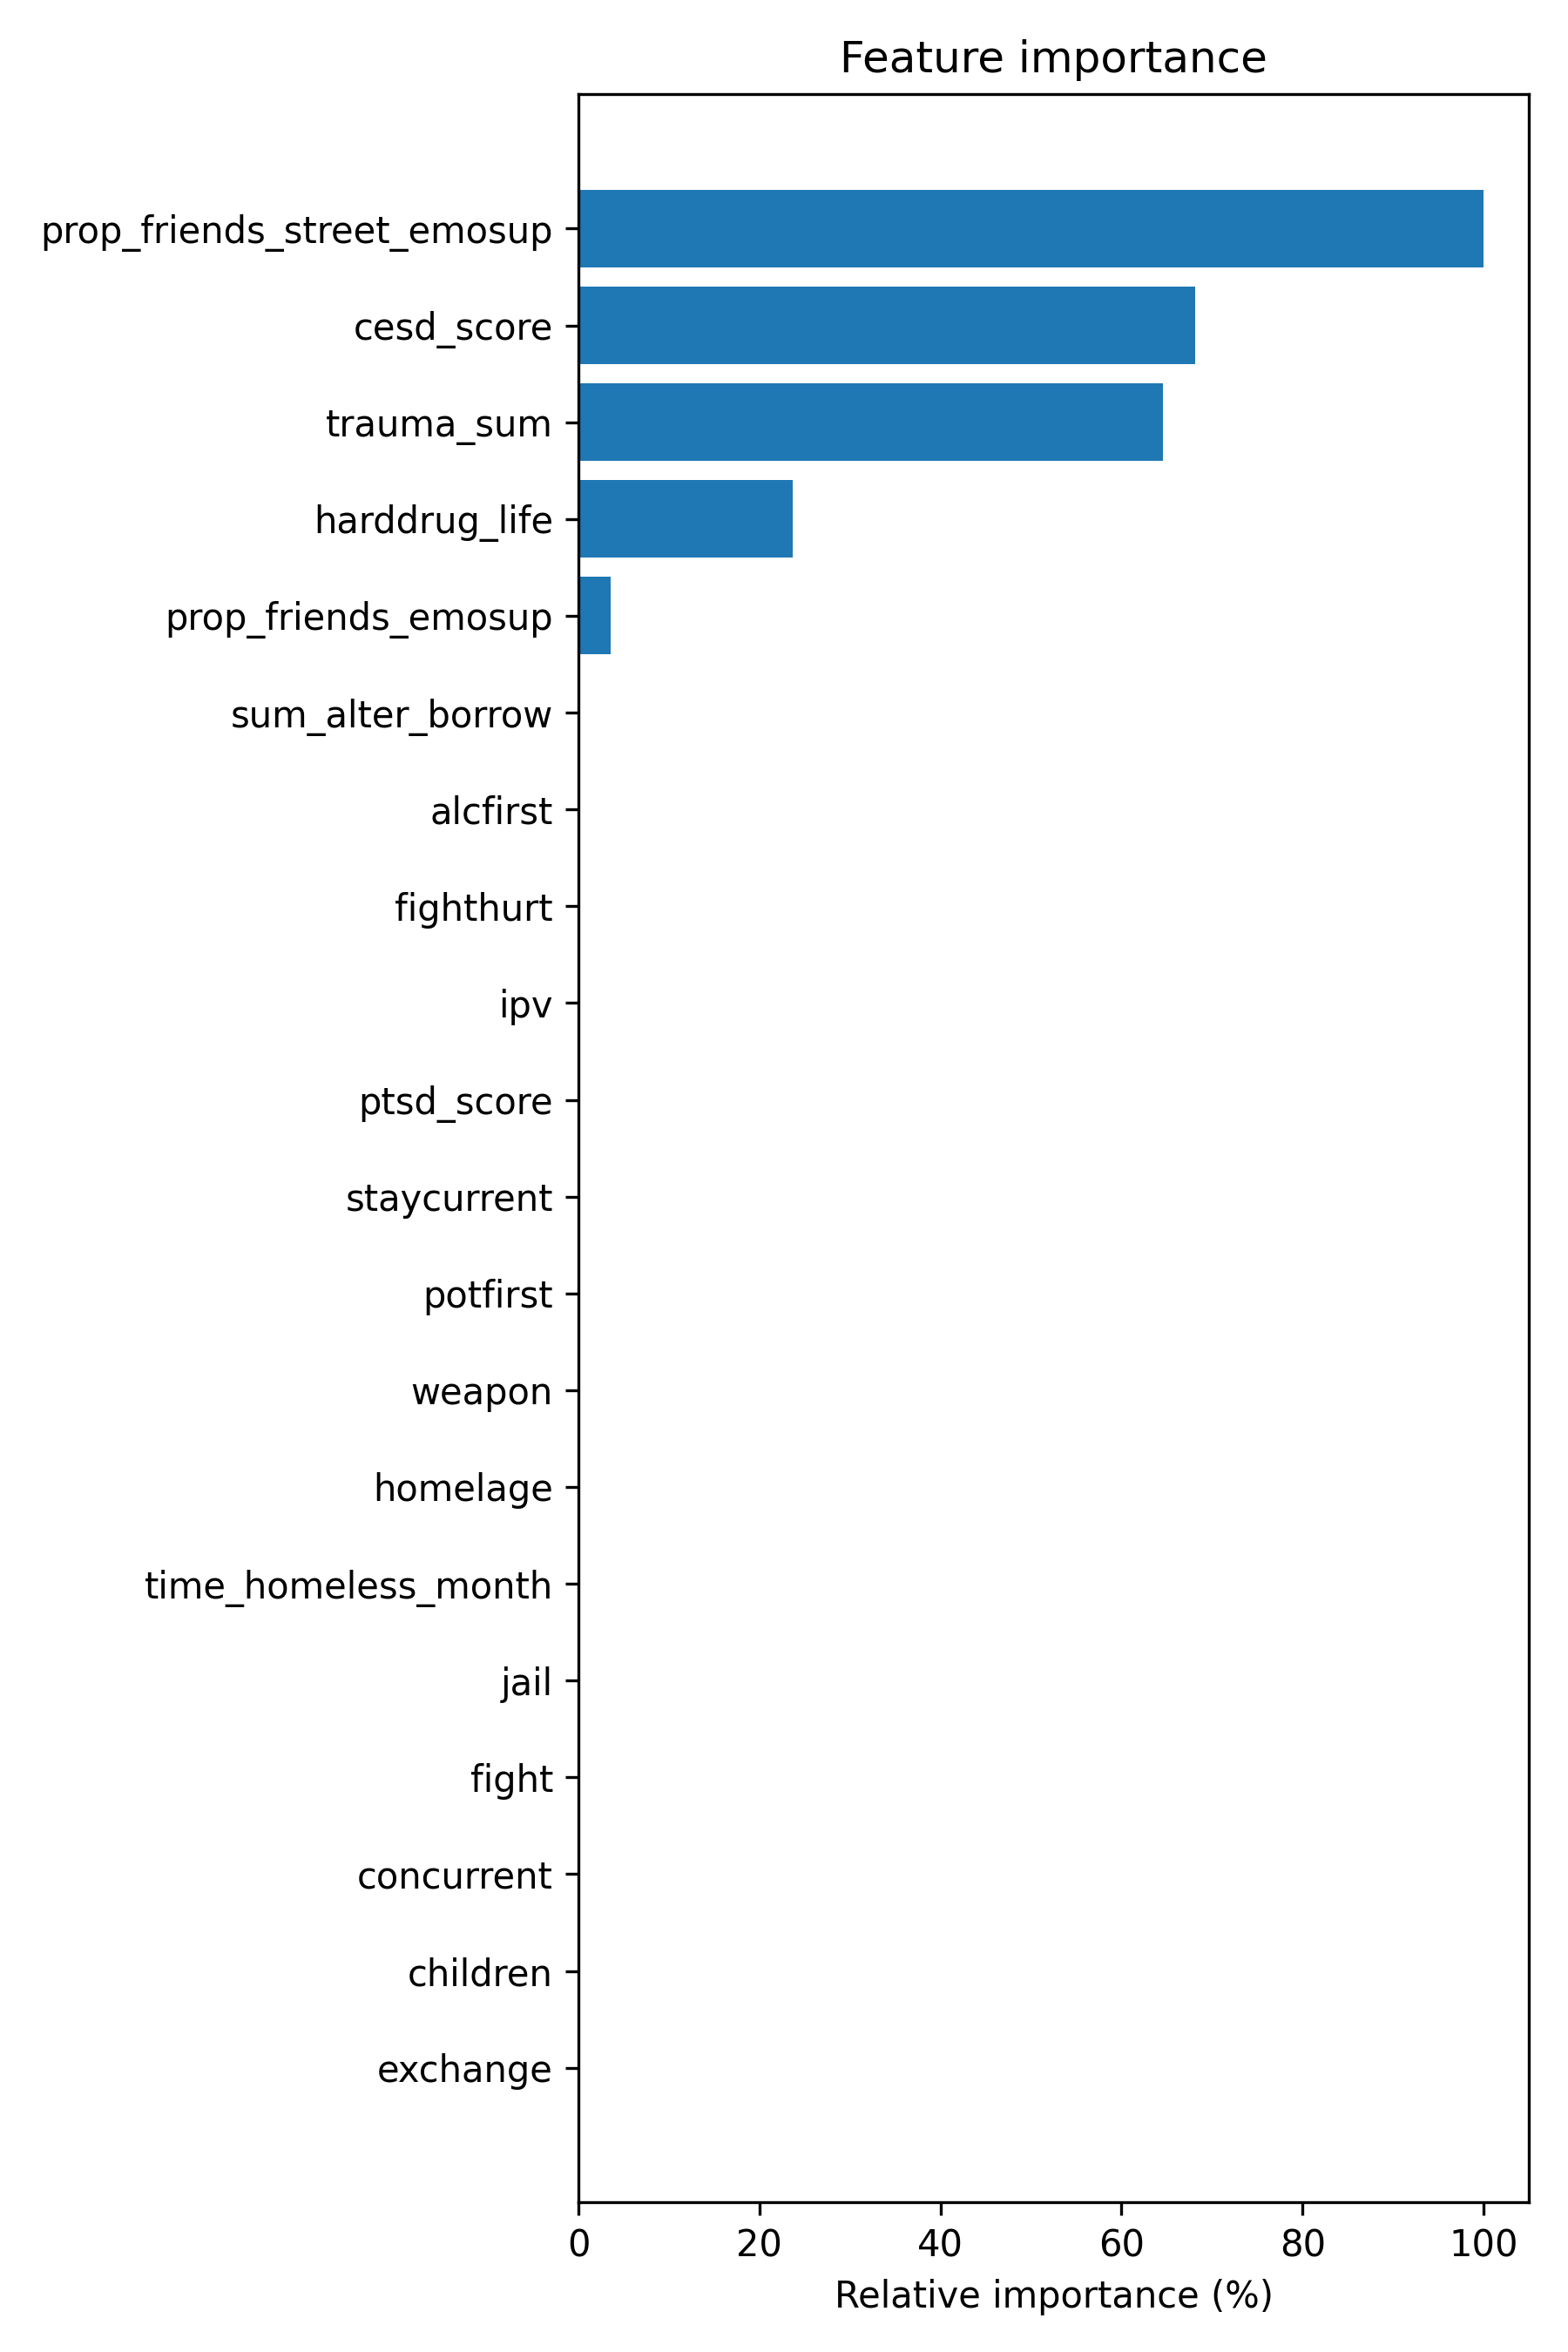 Feature importance
prop_friends_street_emosup
cesd_score
trauma_sum
harddrug_life
prop_friends_emosup
sum_alter_borrow
alcfirst
fighthurt
ipv
ptsd_score
staycurrent
potfirst
weapon
homelage
time_homeless_month
jail
fight
concurrent
children
exchange
0 20 40 60 80 100
Relative importance (%)